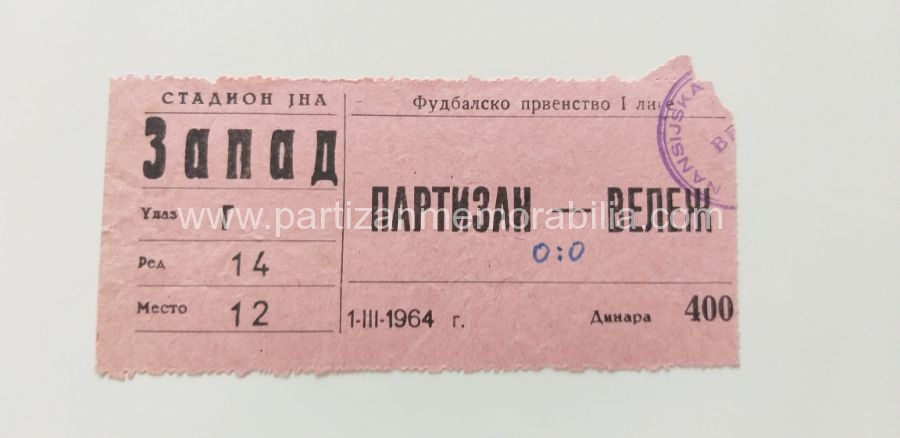 СТАДИОН ЈНА
Запад
Улаз Г
Ред 14
Место 12
Фудбалско првенство I лиге
ПАРТИЗАН — ВЕЛЕЖ
0:0
1-III-1964 г.
Динара 400
www.partizanmemorabilia.com